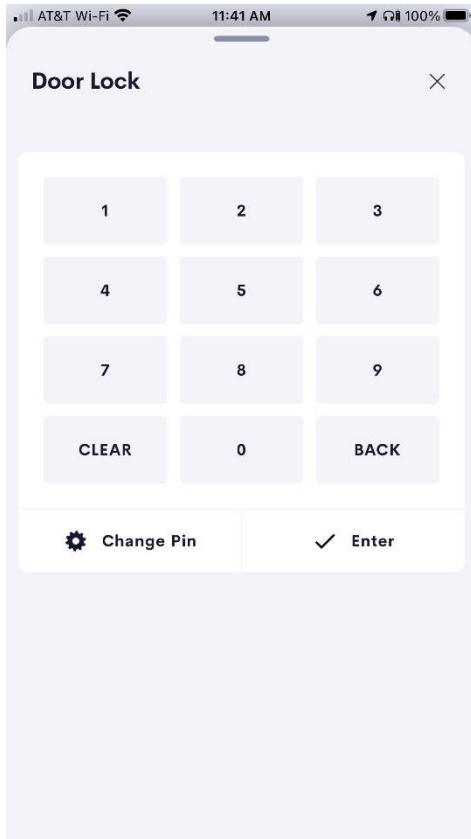 AT&T Wi-Fi 11:41 AM 100%
Door Lock
1 2 3
4 5 6
7 8 9
CLEAR 0 BACK
Change Pin Enter